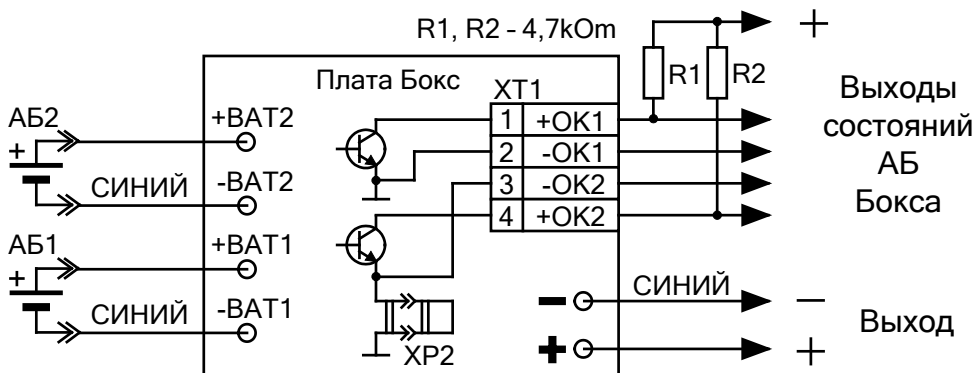 R1, R2 - 4,7kOm
+
Плата Бокс
XT1
R1
R2
АБ2
+
+BAT2
1 +OK1
2 -OK1
3 -OK2
4 +OK2
Выходы
состояний
АБ
Бокса
СИНИЙ
-BAT2
АБ1
+
+BAT1
СИНИЙ
-BAT1
XP2
-
СИНИЙ
-
+
+
Выход